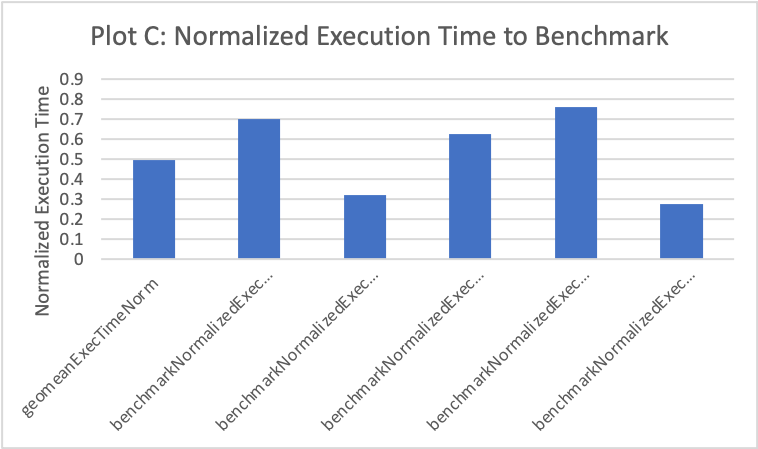 Plot C: Normalized Execution Time to Benchmark
Normalized Execution Time
0.9
0.8
0.7
0.6
0.5
0.4
0.3
0.2
0.1
0
geomeanExecTimeNorm
benchmarkNormalizedExec...
benchmarkNormalizedExec...
benchmarkNormalizedExec...
benchmarkNormalizedExec...
benchmarkNormalizedExec...